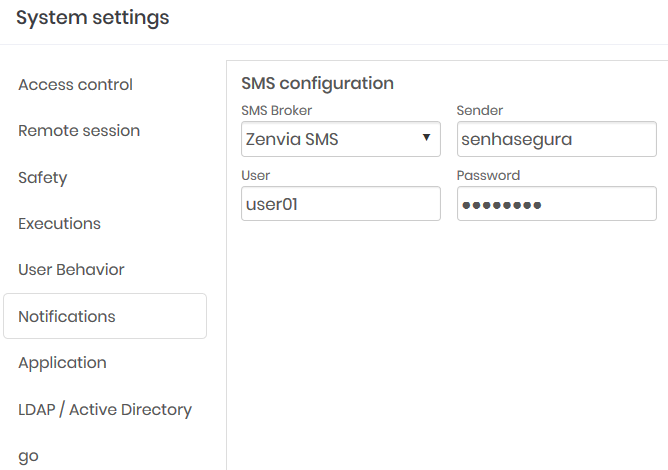 System settings
Access control
Remote session
Safety
Executions
User Behavior
Notifications
Application
LDAP / Active Directory
go
SMS configuration
SMS Broker Sender
Zenvia SMS senhasegura
User Password
user01 ●●●●●●●●